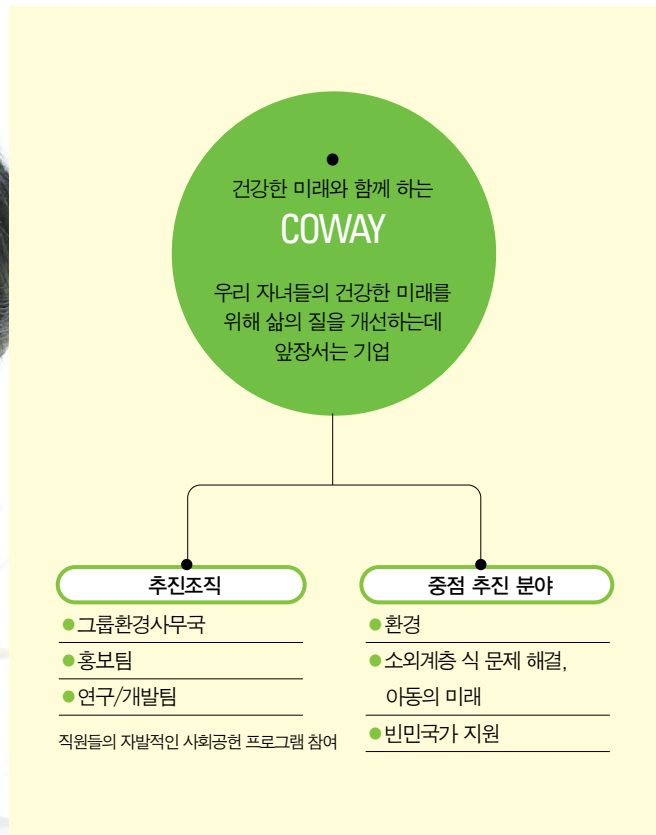 건강한 미래와 함께 하는
COWAY
우리 자녀들의 건강한 미래를
위해 삶의 질을 개선하는데
앞장서는 기업
추진조직
그룹환경사무국
홍보팀
연구/개발팀
직원들의 자발적인 사회공헌 프로그램 참여
중점 추진 분야
환경
소외계층 식 문제 해결,
아동의 미래
빈민국가 지원